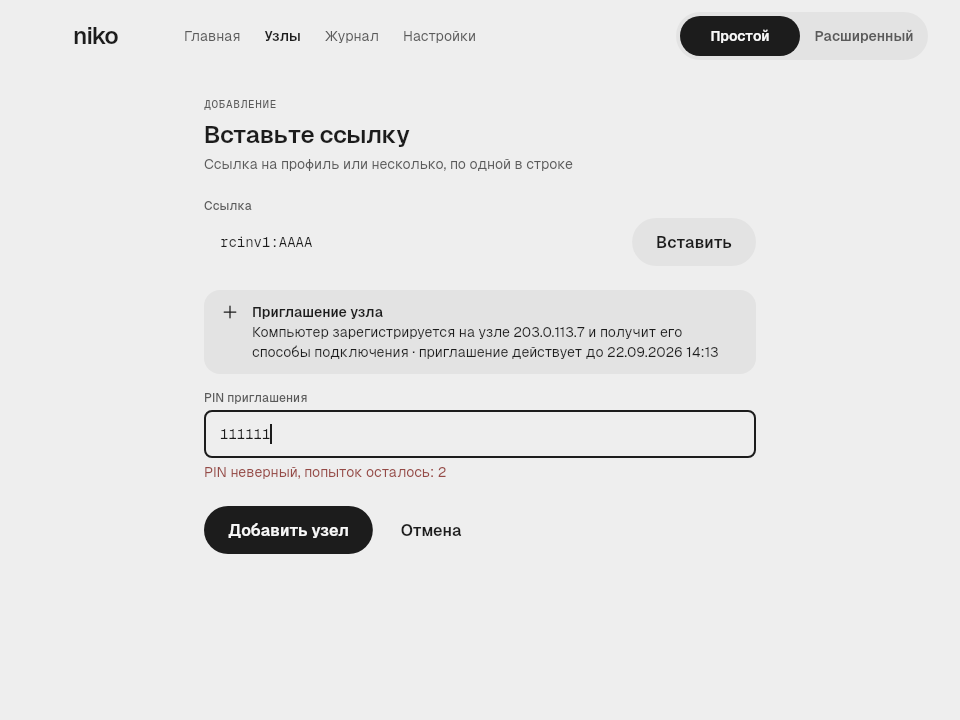 niko
Главная
Узлы
Журнал
Настройки
Простой
Расширенный
ДОБАВЛЕНИЕ
Вставьте ссылку
Ссылка на профиль или несколько, по одной в строке
Ссылка
rcinv1:AAAA
Вставить
Приглашение узла
Компьютер зарегистрируется на узле 203.0.113.7 и получит его
способы подключения · приглашение действует до 22.09.2026 14:13
PIN приглашения
111111
PIN неверный, попыток осталось: 2
Добавить узел
Отмена